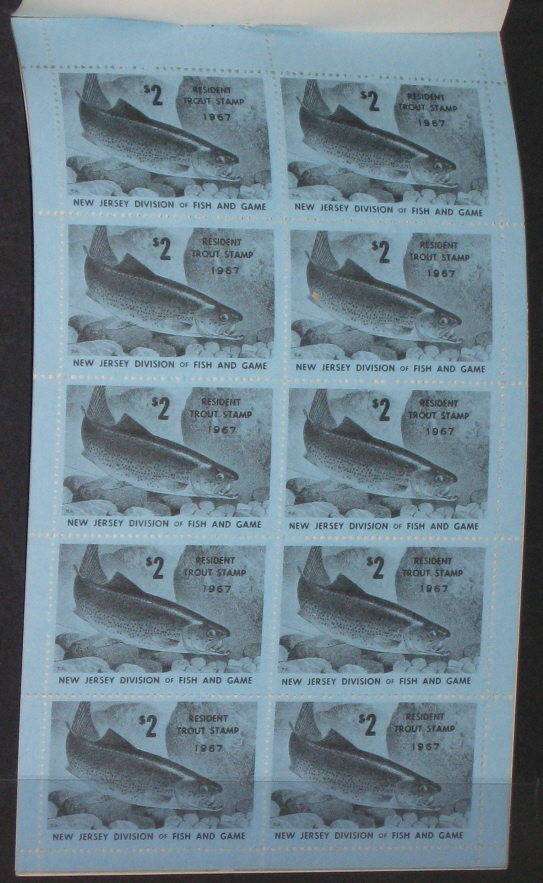 $2 RESIDENT
TROUT STAMP
1967
NEW JERSEY DIVISION OF FISH AND GAME
$2 RESIDENT
TROUT STAMP
1967
NEW JERSEY DIVISION OF FISH AND GAME
$2 RESIDENT
TROUT STAMP
1967
NEW JERSEY DIVISION OF FISH AND GAME
$2 RESIDENT
TROUT STAMP
1967
NEW JERSEY DIVISION OF FISH AND GAME
$2 RESIDENT
TROUT STAMP
1967
NEW JERSEY DIVISION OF FISH AND GAME
$2 RESIDENT
TROUT STAMP
1967
NEW JERSEY DIVISION OF FISH AND GAME
$2 RESIDENT
TROUT STAMP
1967
NEW JERSEY DIVISION OF FISH AND GAME
$2 RESIDENT
TROUT STAMP
1967
NEW JERSEY DIVISION OF FISH AND GAME
$2 RESIDENT
TROUT STAMP
1967
NEW JERSEY DIVISION OF FISH AND GAME
$2 RESIDENT
TROUT STAMP
1967
NEW JERSEY DIVISION OF FISH AND GAME